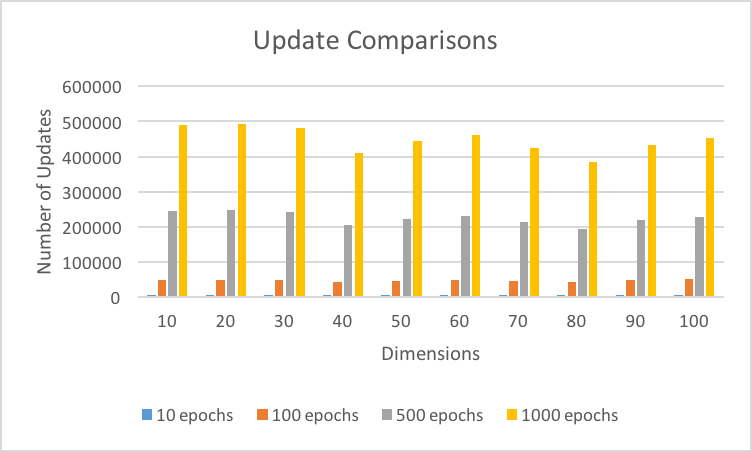 Update Comparisons
600000
500000
400000
300000
200000
100000
0
Number of Updates
10 20 30 40 50 60 70 80 90 100
Dimensions
10 epochs 100 epochs 500 epochs 1000 epochs